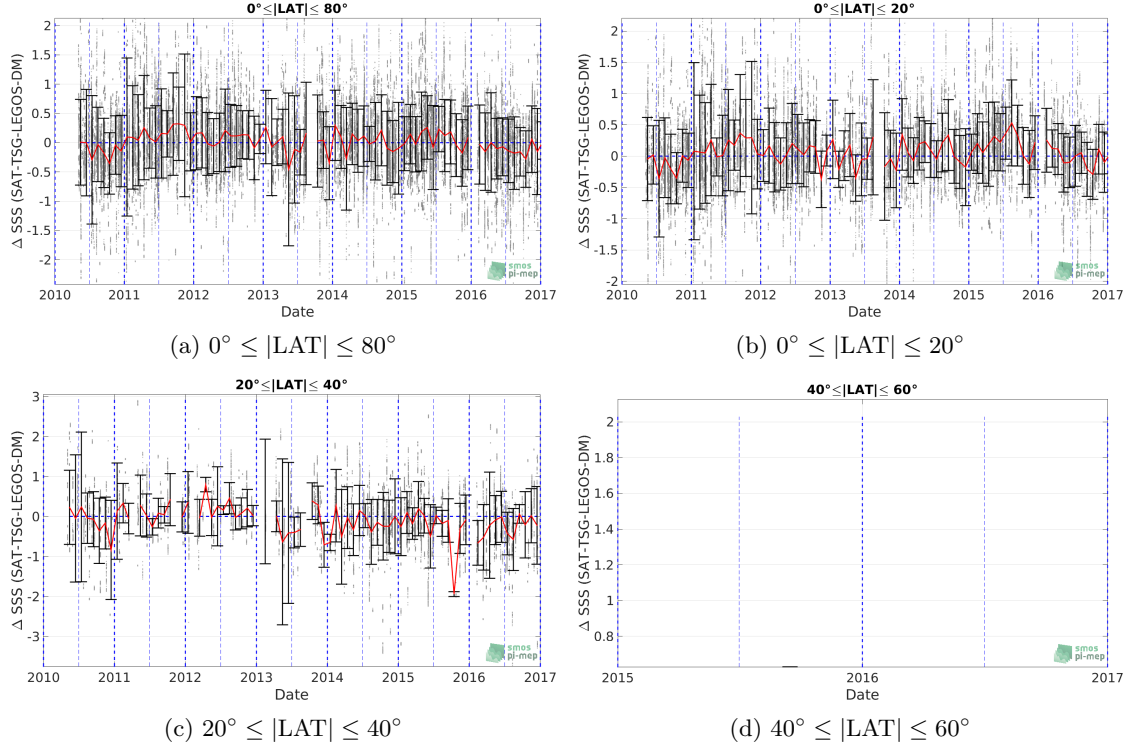 0°≤|LAT|≤ 80°
Δ SSS (SAT-TSG-LEGOS-DM)
2
1.5
1
0.5
0
-0.5
-1
-1.5
-2
2010 2011 2012 2013 2014 2015 2016 2017
Date
smos
pi-mep
(a) 0° ≤ |LAT| ≤ 80°
0°≤|LAT|≤ 20°
Δ SSS (SAT-TSG-LEGOS-DM)
2
1.5
1
0.5
0
-0.5
-1
-1.5
-2
2010 2011 2012 2013 2014 2015 2016 2017
Date
smos
pi-mep
(b) 0° ≤ |LAT| ≤ 20°
20°≤|LAT|≤ 40°
Δ SSS (SAT-TSG-LEGOS-DM)
3
2
1
0
-1
-2
-3
2010 2011 2012 2013 2014 2015 2016 2017
Date
smos
pi-mep
(c) 20° ≤ |LAT| ≤ 40°
40°≤|LAT|≤ 60°
Δ SSS (SAT-TSG-LEGOS-DM)
2
1.8
1.6
1.4
1.2
1
0.8
2015 2016 2017
Date
smos
pi-mep
(d) 40° ≤ |LAT| ≤ 60°